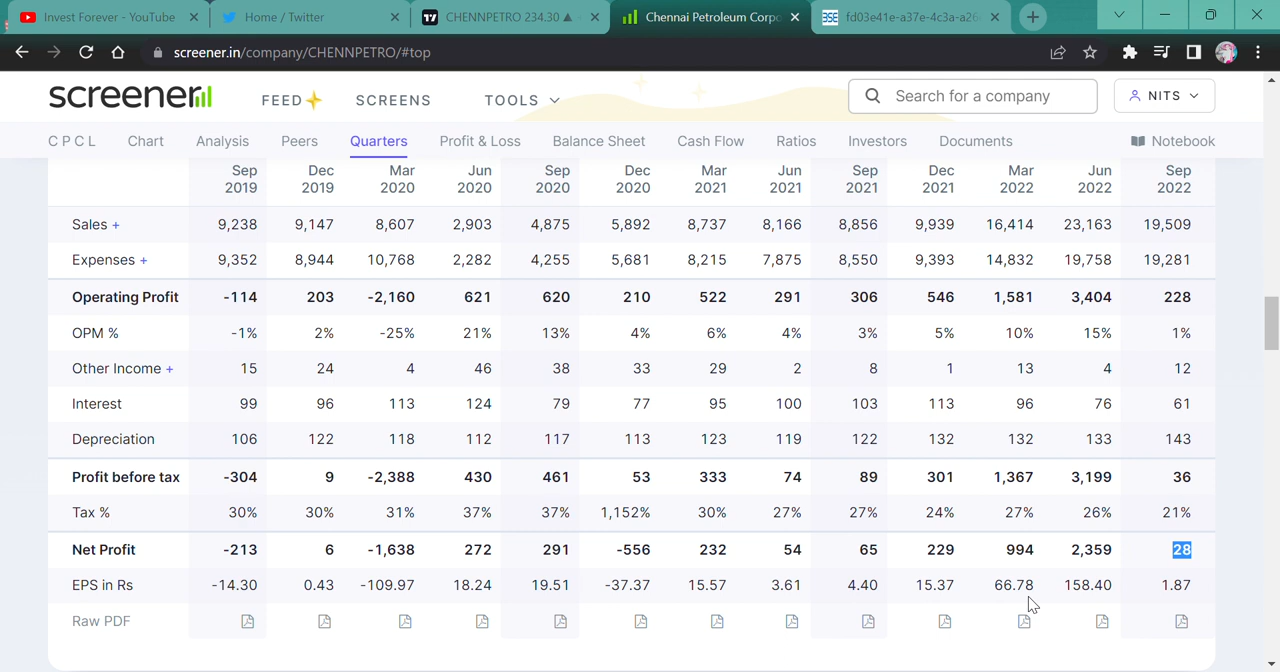 Invest Forever - YouTube
Home / Twitter
CHENNPETRO 234.30 ▲
Chennai Petroleum Corpo
fd03e41e-a37e-4c3a-a26
screener.in/company/CHENNPETRO/#top
screener
FEED✨ SCREENS TOOLS
Search for a company
NITS
C P C L Chart Analysis Peers Quarters Profit & Loss Balance Sheet Cash Flow Ratios Investors Documents Notebook
Sep 2019 Dec 2019 Mar 2020 Jun 2020 Sep 2020 Dec 2020 Mar 2021 Jun 2021 Sep 2021 Dec 2021 Mar 2022 Jun 2022 Sep 2022
Sales + 9,238 9,147 8,607 2,903 4,875 5,892 8,737 8,166 8,856 9,939 16,414 23,163 19,509
Expenses + 9,352 8,944 10,768 2,282 4,255 5,681 8,215 7,875 8,550 9,393 14,832 19,758 19,281
Operating Profit -114 203 -2,160 621 620 210 522 291 306 546 1,581 3,404 228
OPM % -1% 2% -25% 21% 13% 4% 6% 4% 3% 5% 10% 15% 1%
Other Income + 15 24 4 46 38 33 29 2 8 1 13 4 12
Interest 99 96 113 124 79 77 95 100 103 113 96 76 61
Depreciation 106 122 118 112 117 113 123 119 122 132 132 133 143
Profit before tax -304 9 -2,388 430 461 53 333 74 89 301 1,367 3,199 36
Tax % 30% 30% 31% 37% 37% 1,152% 30% 27% 27% 24% 27% 26% 21%
Net Profit -213 6 -1,638 272 291 -556 232 54 65 229 994 2,359 28
EPS in Rs -14.30 0.43 -109.97 18.24 19.51 -37.37 15.57 3.61 4.40 15.37 66.78 158.40 1.87
Raw PDF